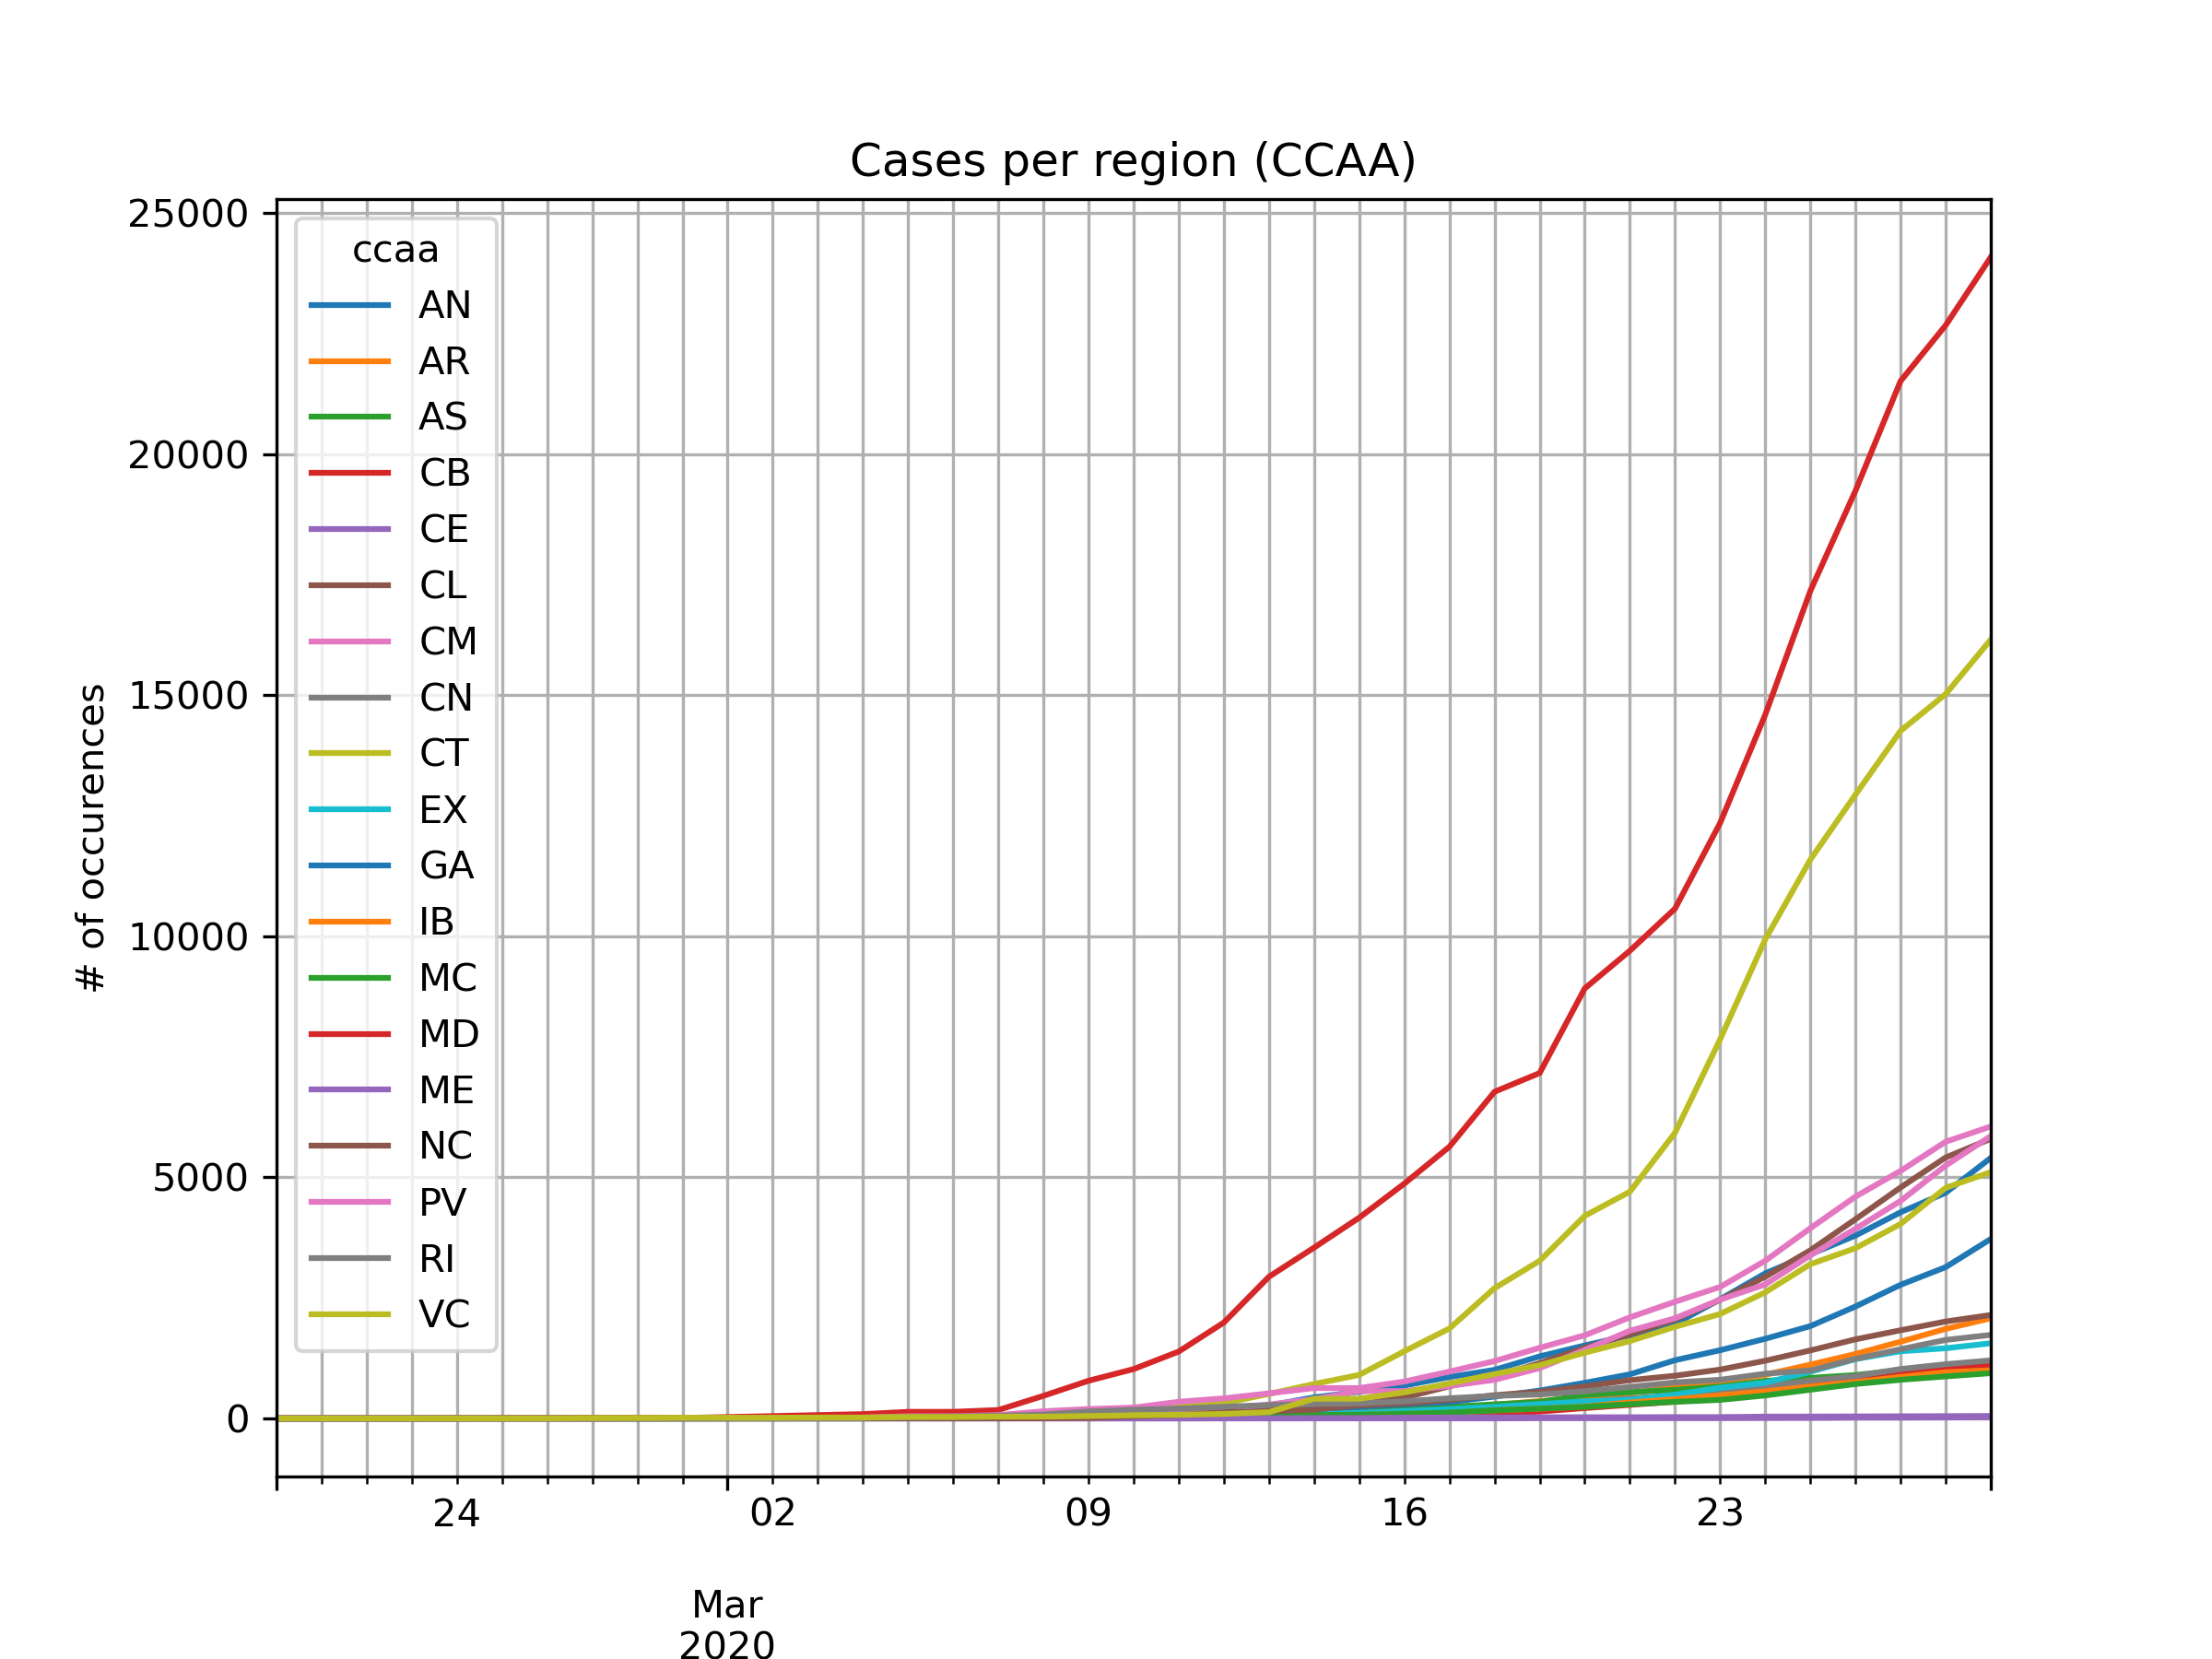 Cases per region (CCAA)
25000
20000
15000
10000
5000
0
# of occurences
ccaa
AN
AR
AS
CB
CE
CL
CM
CN
CT
EX
GA
IB
MC
MD
ME
NC
PV
RI
VC
24
02
09
16
23
Mar
2020